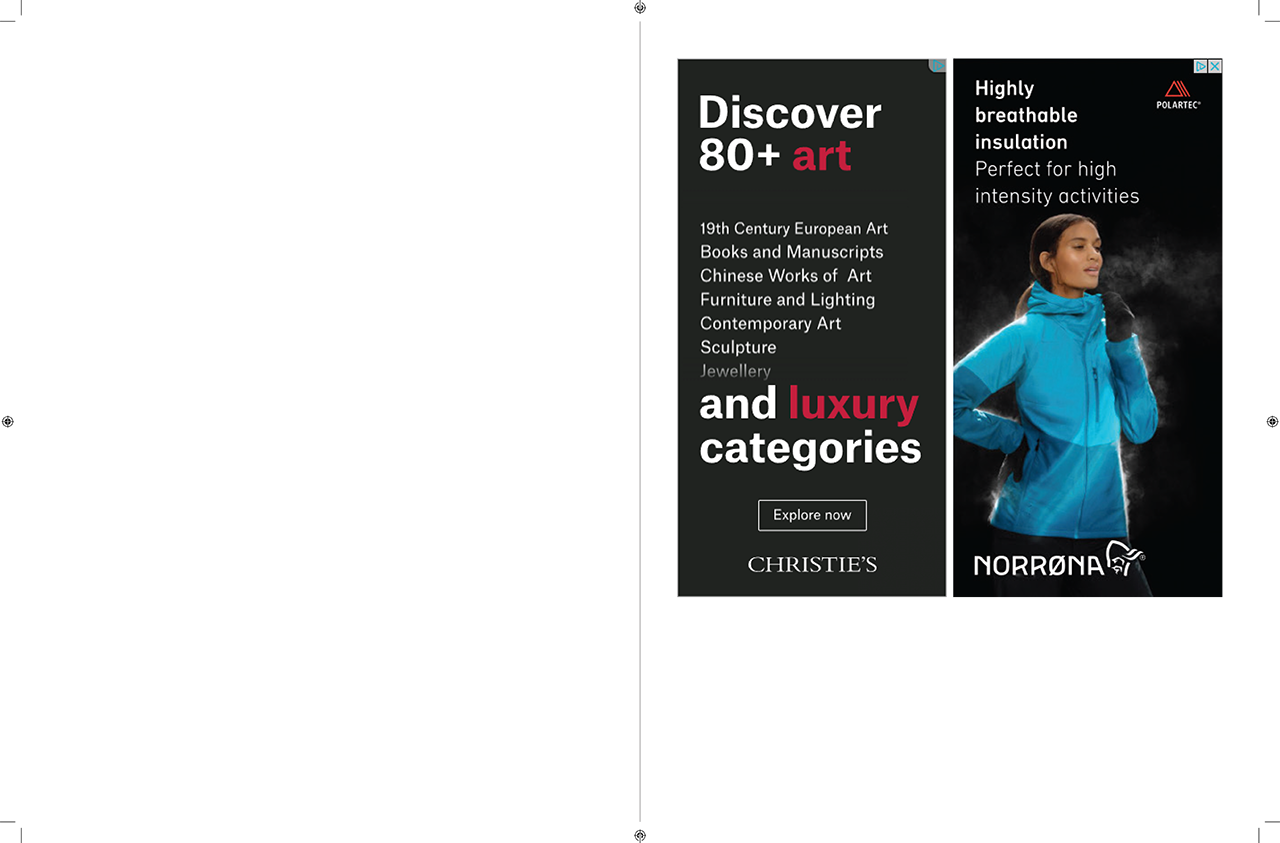 Discover
80+ art
19th Century European Art
Books and Manuscripts
Chinese Works of  Art
Furniture and Lighting
Contemporary Art
Sculpture
Jewellery
and luxury
categories
Explore now
CHRISTIE'S
Highly
breathable
insulation
Perfect for high
intensity activities
POLARTEC®
NORRØNA®